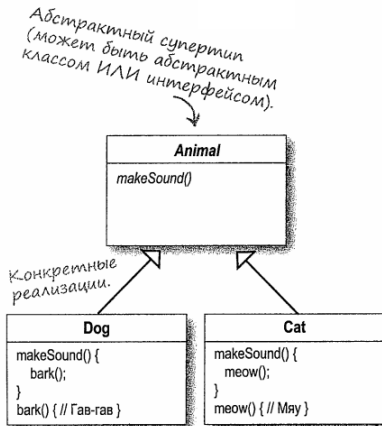 Абстрактный супертип
(может быть абстрактным
классом ИЛИ интерфейсом).
Animal
makeSound()
Конкретные
реализации.
Dog
makeSound() {
bark();
}
bark() { // Гав-гав }
Cat
makeSound() {
meow();
}
meow() { // Мяу }